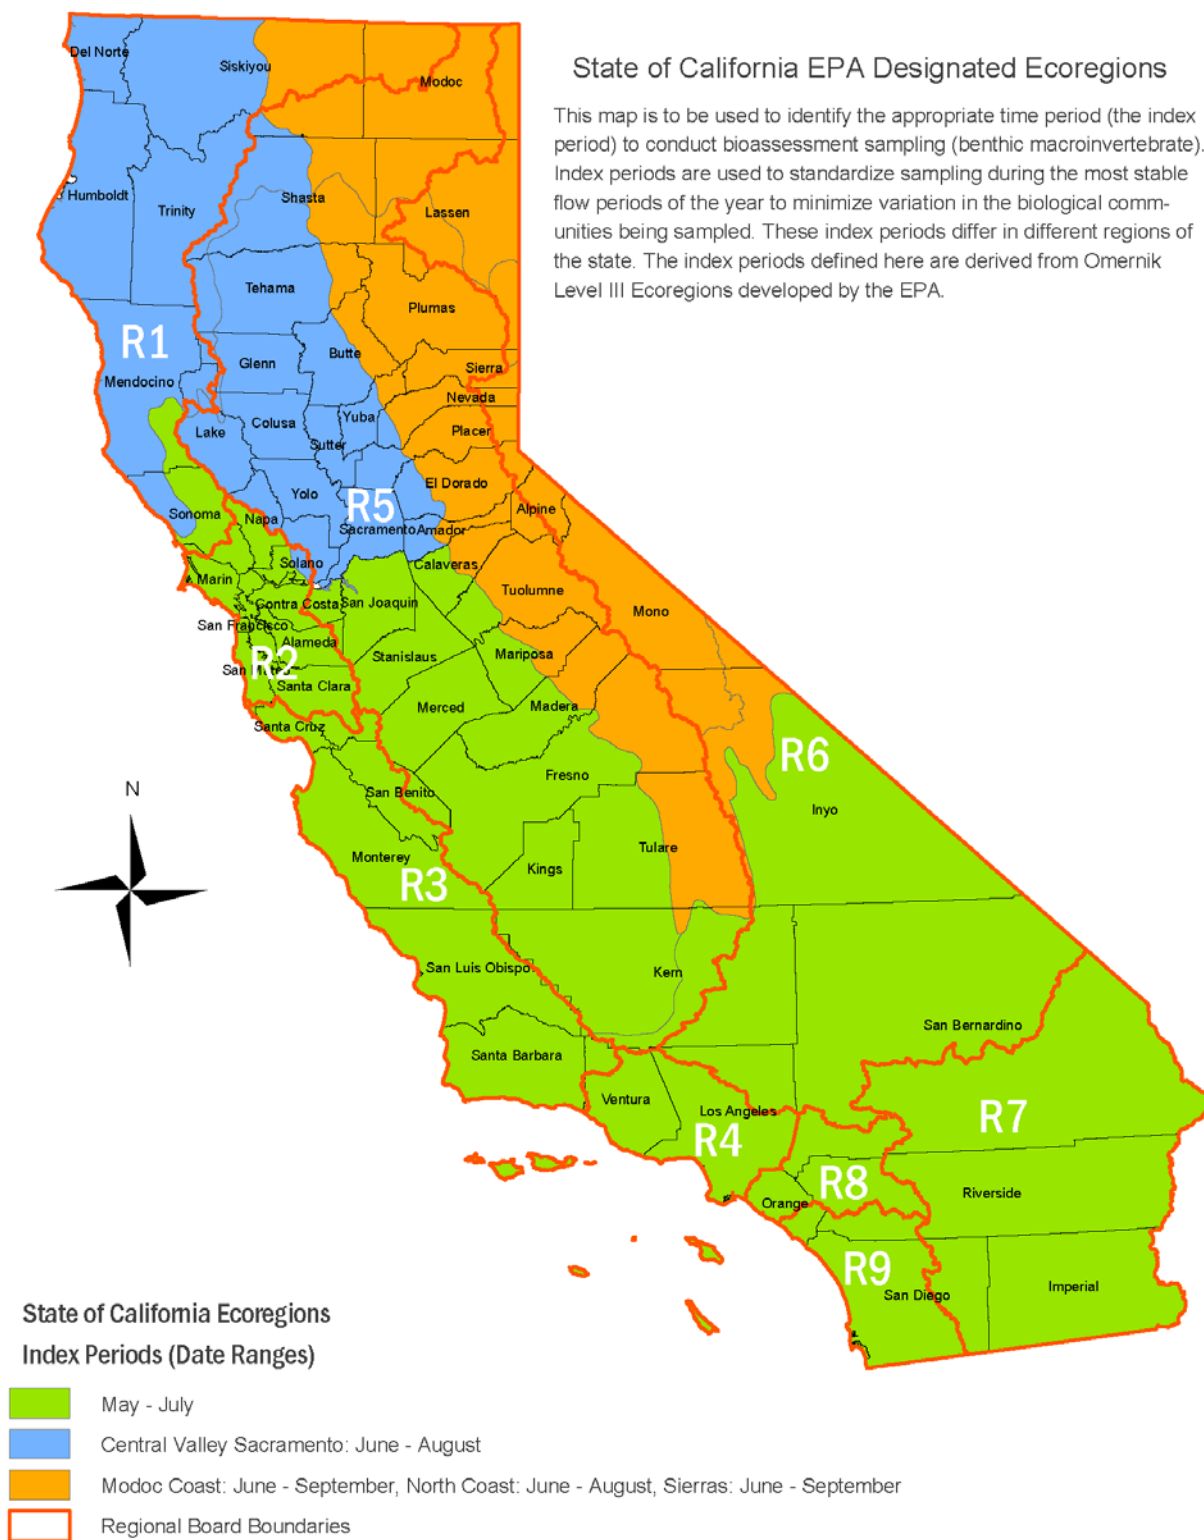 State of California EPA Designated Ecoregions
This map is to be used to identify the appropriate time period (the index
period) to conduct bioassessment sampling (benthic macroinvertebrate).
Index periods are used to standardize sampling during the most stable
flow periods of the year to minimize variation in the biological comm-
unities being sampled. These index periods differ in different regions of
the state. The index periods defined here are derived from Omernik
Level III Ecoregions developed by the EPA.
Del Norte
Siskiyou
Modoc
Humboldt
Trinity
Shasta
Lassen
Tehama
Plumas
R1
Butte
Glenn
Sierra
Mendocino
Nevada
Yuba
Colusa
Lake
Placer
Sutter
El Dorado
Yolo
R5
Alpine
Sonoma
Napa
Sacramento
Amador
Solano
Calaveras
Marin
Tuolumne
Contra Costa
San Joaquin
Mono
San Francisco
Alameda
Stanislaus
Mariposa
R2
San Mateo
Santa Clara
Merced
Madera
Santa Cruz
R6
Fresno
N
San Benito
Inyo
Tulare
Monterey
Kings
R3
San Luis Obispo
Kern
San Bernardino
Santa Barbara
Ventura
Los Angeles
R7
R4
R8
Riverside
Orange
R9
San Diego
Imperial
State of California Ecoregions
Index Periods (Date Ranges)
May - July
Central Valley Sacramento: June - August
Modoc Coast: June - September, North Coast: June - August, Sierras: June - September
Regional Board Boundaries